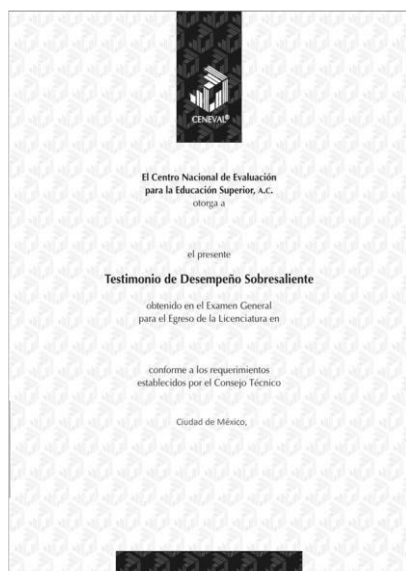 CENEVAL®
El Centro Nacional de Evaluación
para la Educación Superior, A.C.
otorga a
el presente
Testimonio de Desempeño Sobresaliente
obtenido en el Examen General
para el Egreso de la Licenciatura en
conforme a los requerimientos
establecidos por el Consejo Técnico
Ciudad de México,